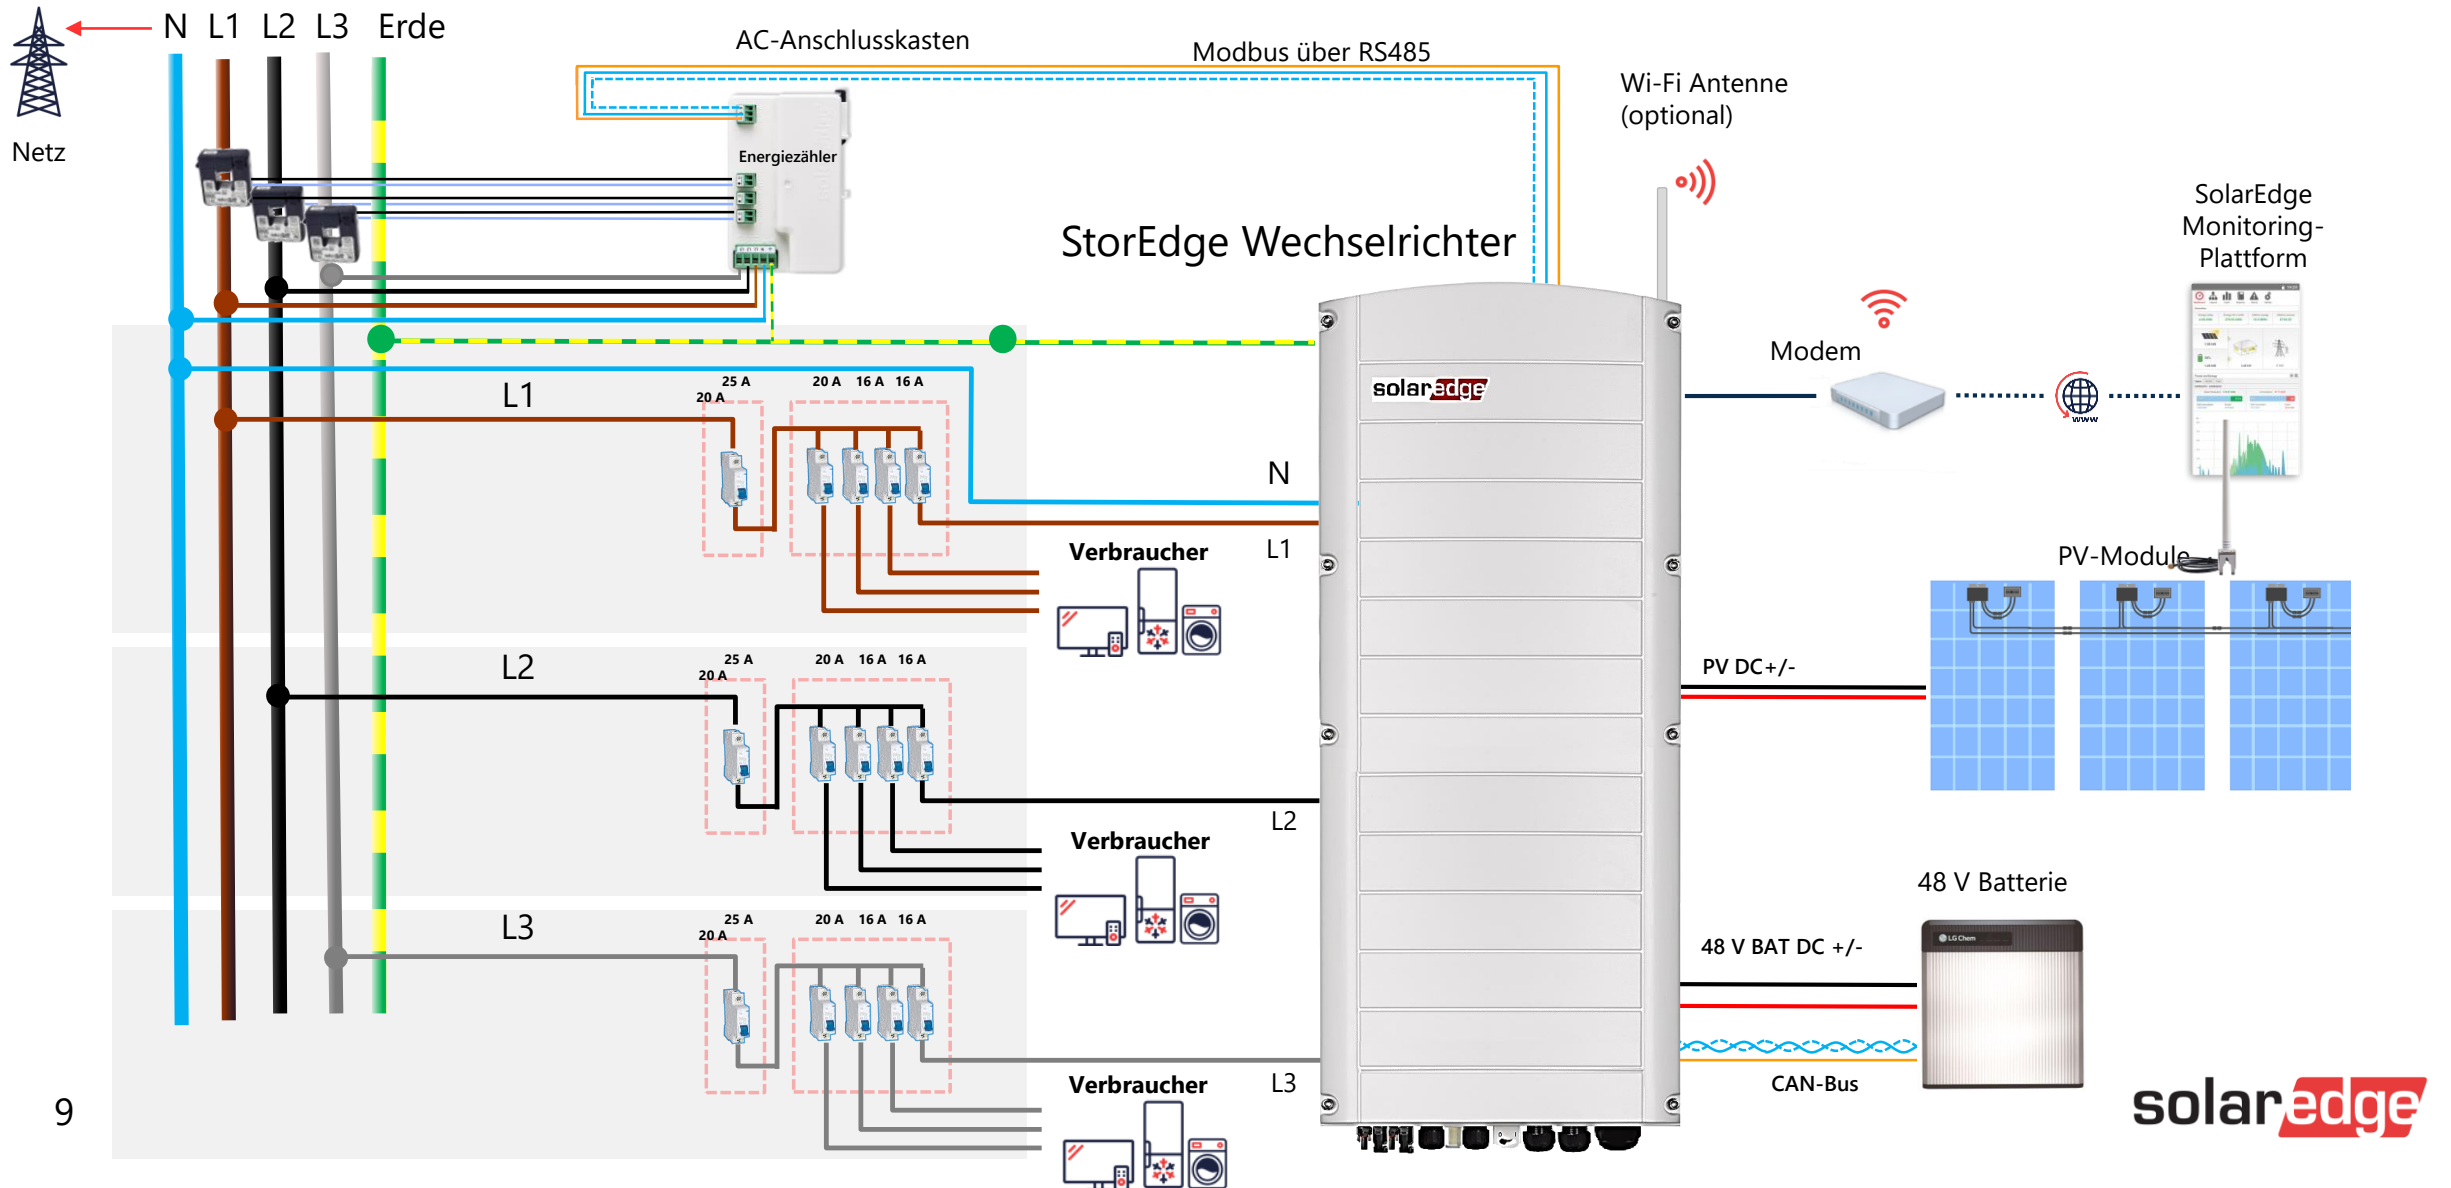 N L1 L2 L3 Erde
Netz
AC-Anschlusskasten
Modbus über RS485
Wi-Fi Antenne
(optional)
Energiezähler
StorEdge Wechselrichter
SolarEdge
Monitoring-
Plattform
Modem
www
solaredge
L1
25 A
20 A
20 A 16 A 16 A
N
L1
Verbraucher
PV-Module
L2
25 A
20 A
20 A 16 A 16 A
PV DC+/-
L2
Verbraucher
48 V Batterie
LG Chem
L3
25 A
20 A
20 A 16 A 16 A
48 V BAT DC +/-
CAN-Bus
L3
Verbraucher
9
solaredge